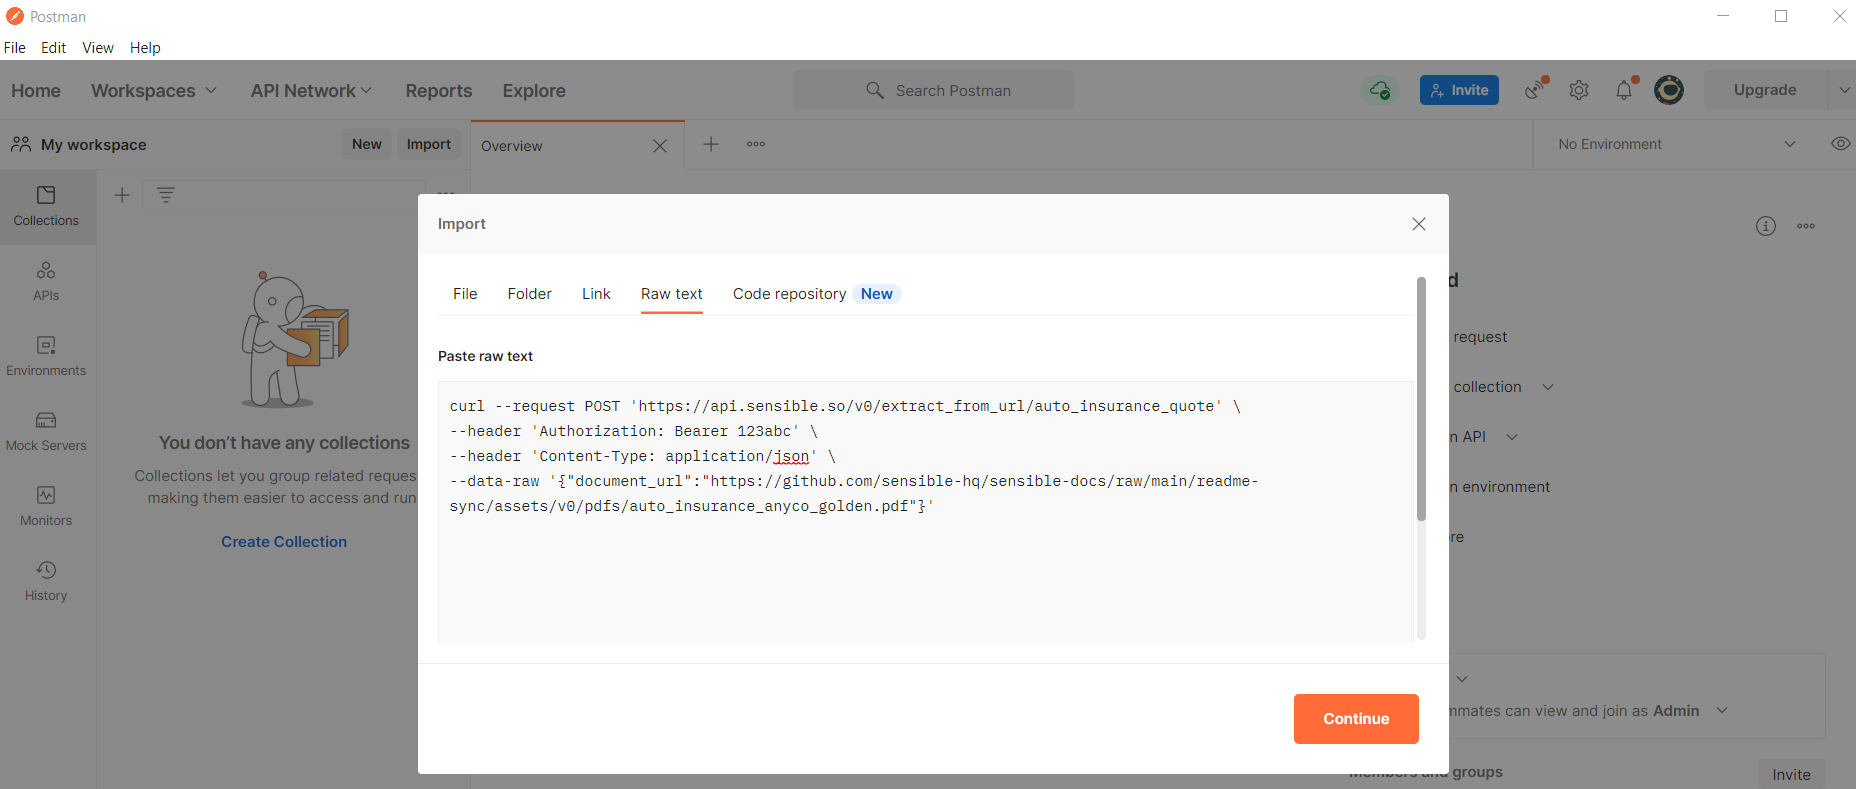 Postman
File Edit View Help
Home Workspaces API Network Reports Explore Search Postman Invite Upgrade
My workspace New Import Overview No Environment
Collections
APIs
Environments
Mock Servers
Monitors
History
You don't have any collections
Collections let you group related reques
making them easier to access and run
Create Collection
Import
File Folder Link Raw text Code repository New
Paste raw text
curl --request POST 'https://api.sensible.so/v0/extract_from_url/auto_insurance_quote' \
--header 'Authorization: Bearer 123abc' \
--header 'Content-Type: application/json' \
--data-raw '{"document_url":"https://github.com/sensible-hq/sensible-docs/raw/main/readme-
sync/assets/v0/pdfs/auto_insurance_anyco_golden.pdf"}'
Continue
d
request
collection
n API
n environment
re
mmates can view and join as Admin
Members and groups
Invite